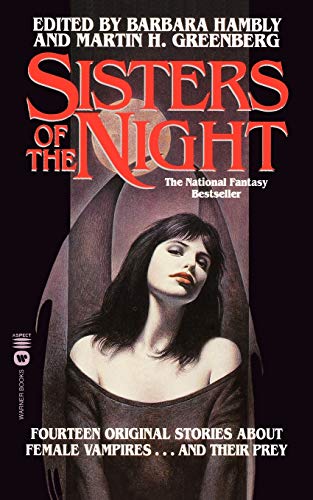 EDITED BY BARBARA HAMBLY
AND MARTIN H. GREENBERG
SISTERS
OF THE NIGHT
The National Fantasy
Bestseller
ASPECT
WARNER BOOKS
FOURTEEN ORIGINAL STORIES ABOUT
FEMALE VAMPIRES . . . AND THEIR PREY